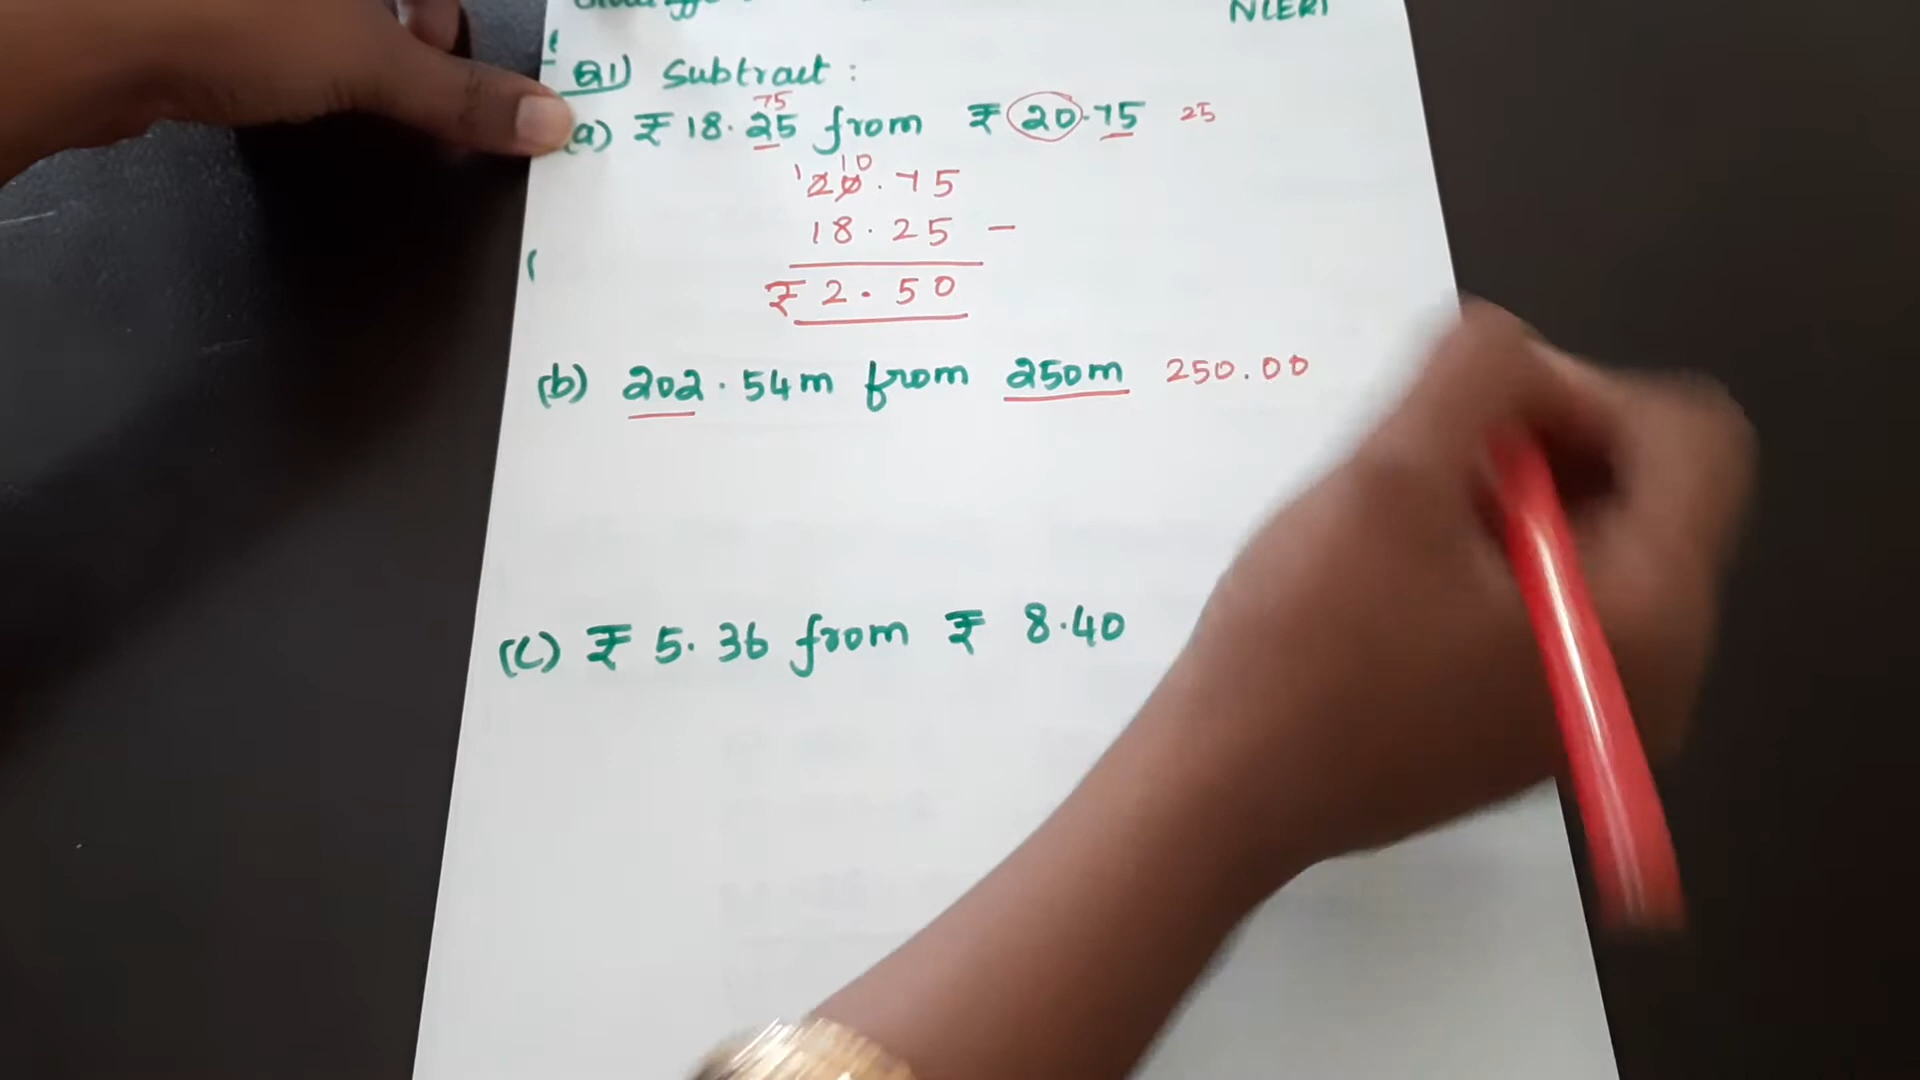 NCERT
Q1) Subtract :
75
(a) ₹ 18.25 from ₹ 20.75 25
1 10
20.75
18.25 −
₹ 2.50
(b) 202.54m from 250m 250.00
(c) ₹ 5.36 from ₹ 8.40